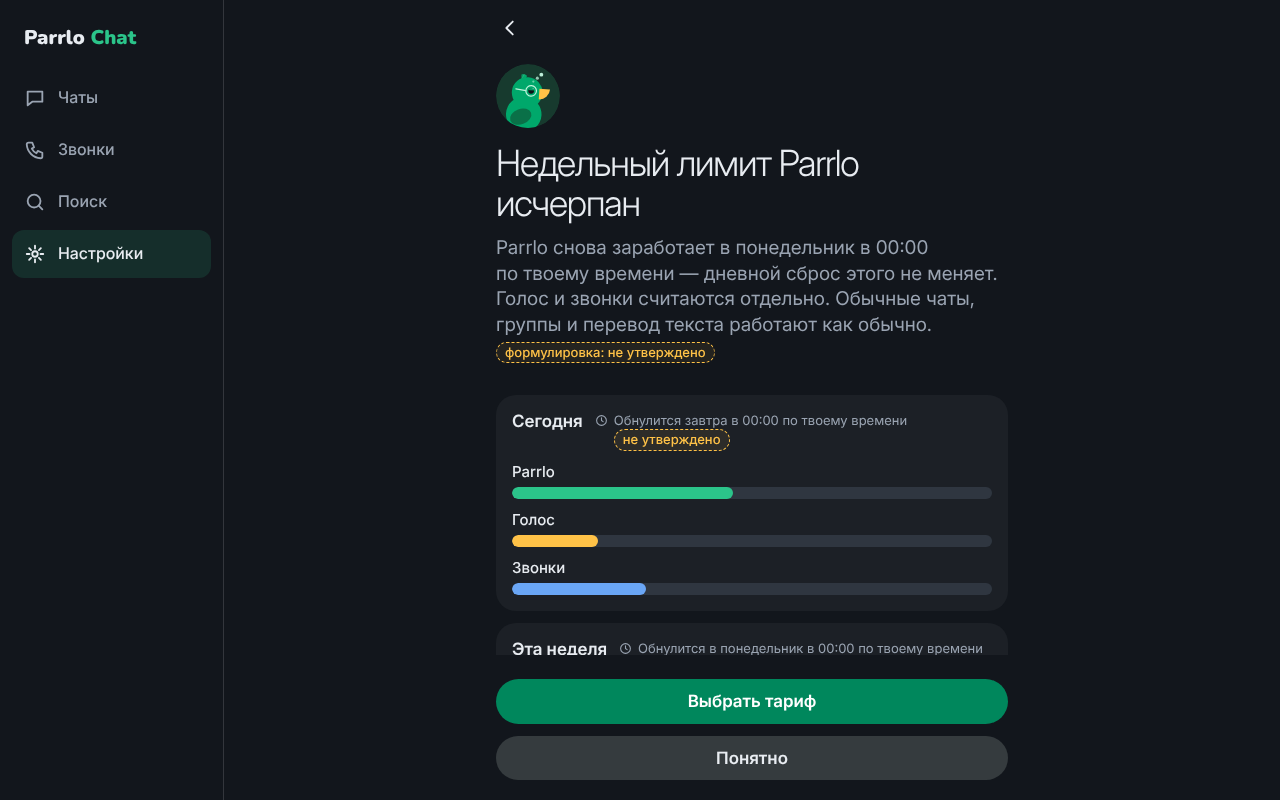 Parrlo Chat
Чаты
Звонки
Поиск
Настройки
Недельный лимит Parrlo
исчерпан
Parrlo снова заработает в понедельник в 00:00
по твоему времени — дневной сброс этого не меняет.
Голос и звонки считаются отдельно. Обычные чаты,
группы и перевод текста работают как обычно.
формулировка: не утверждено
Сегодня Обнулится завтра в 00:00 по твоему времени
не утверждено
Parrlo
Голос
Звонки
Эта неделя Обнулится в понедельник в 00:00 по твоему времени
Выбрать тариф
Понятно